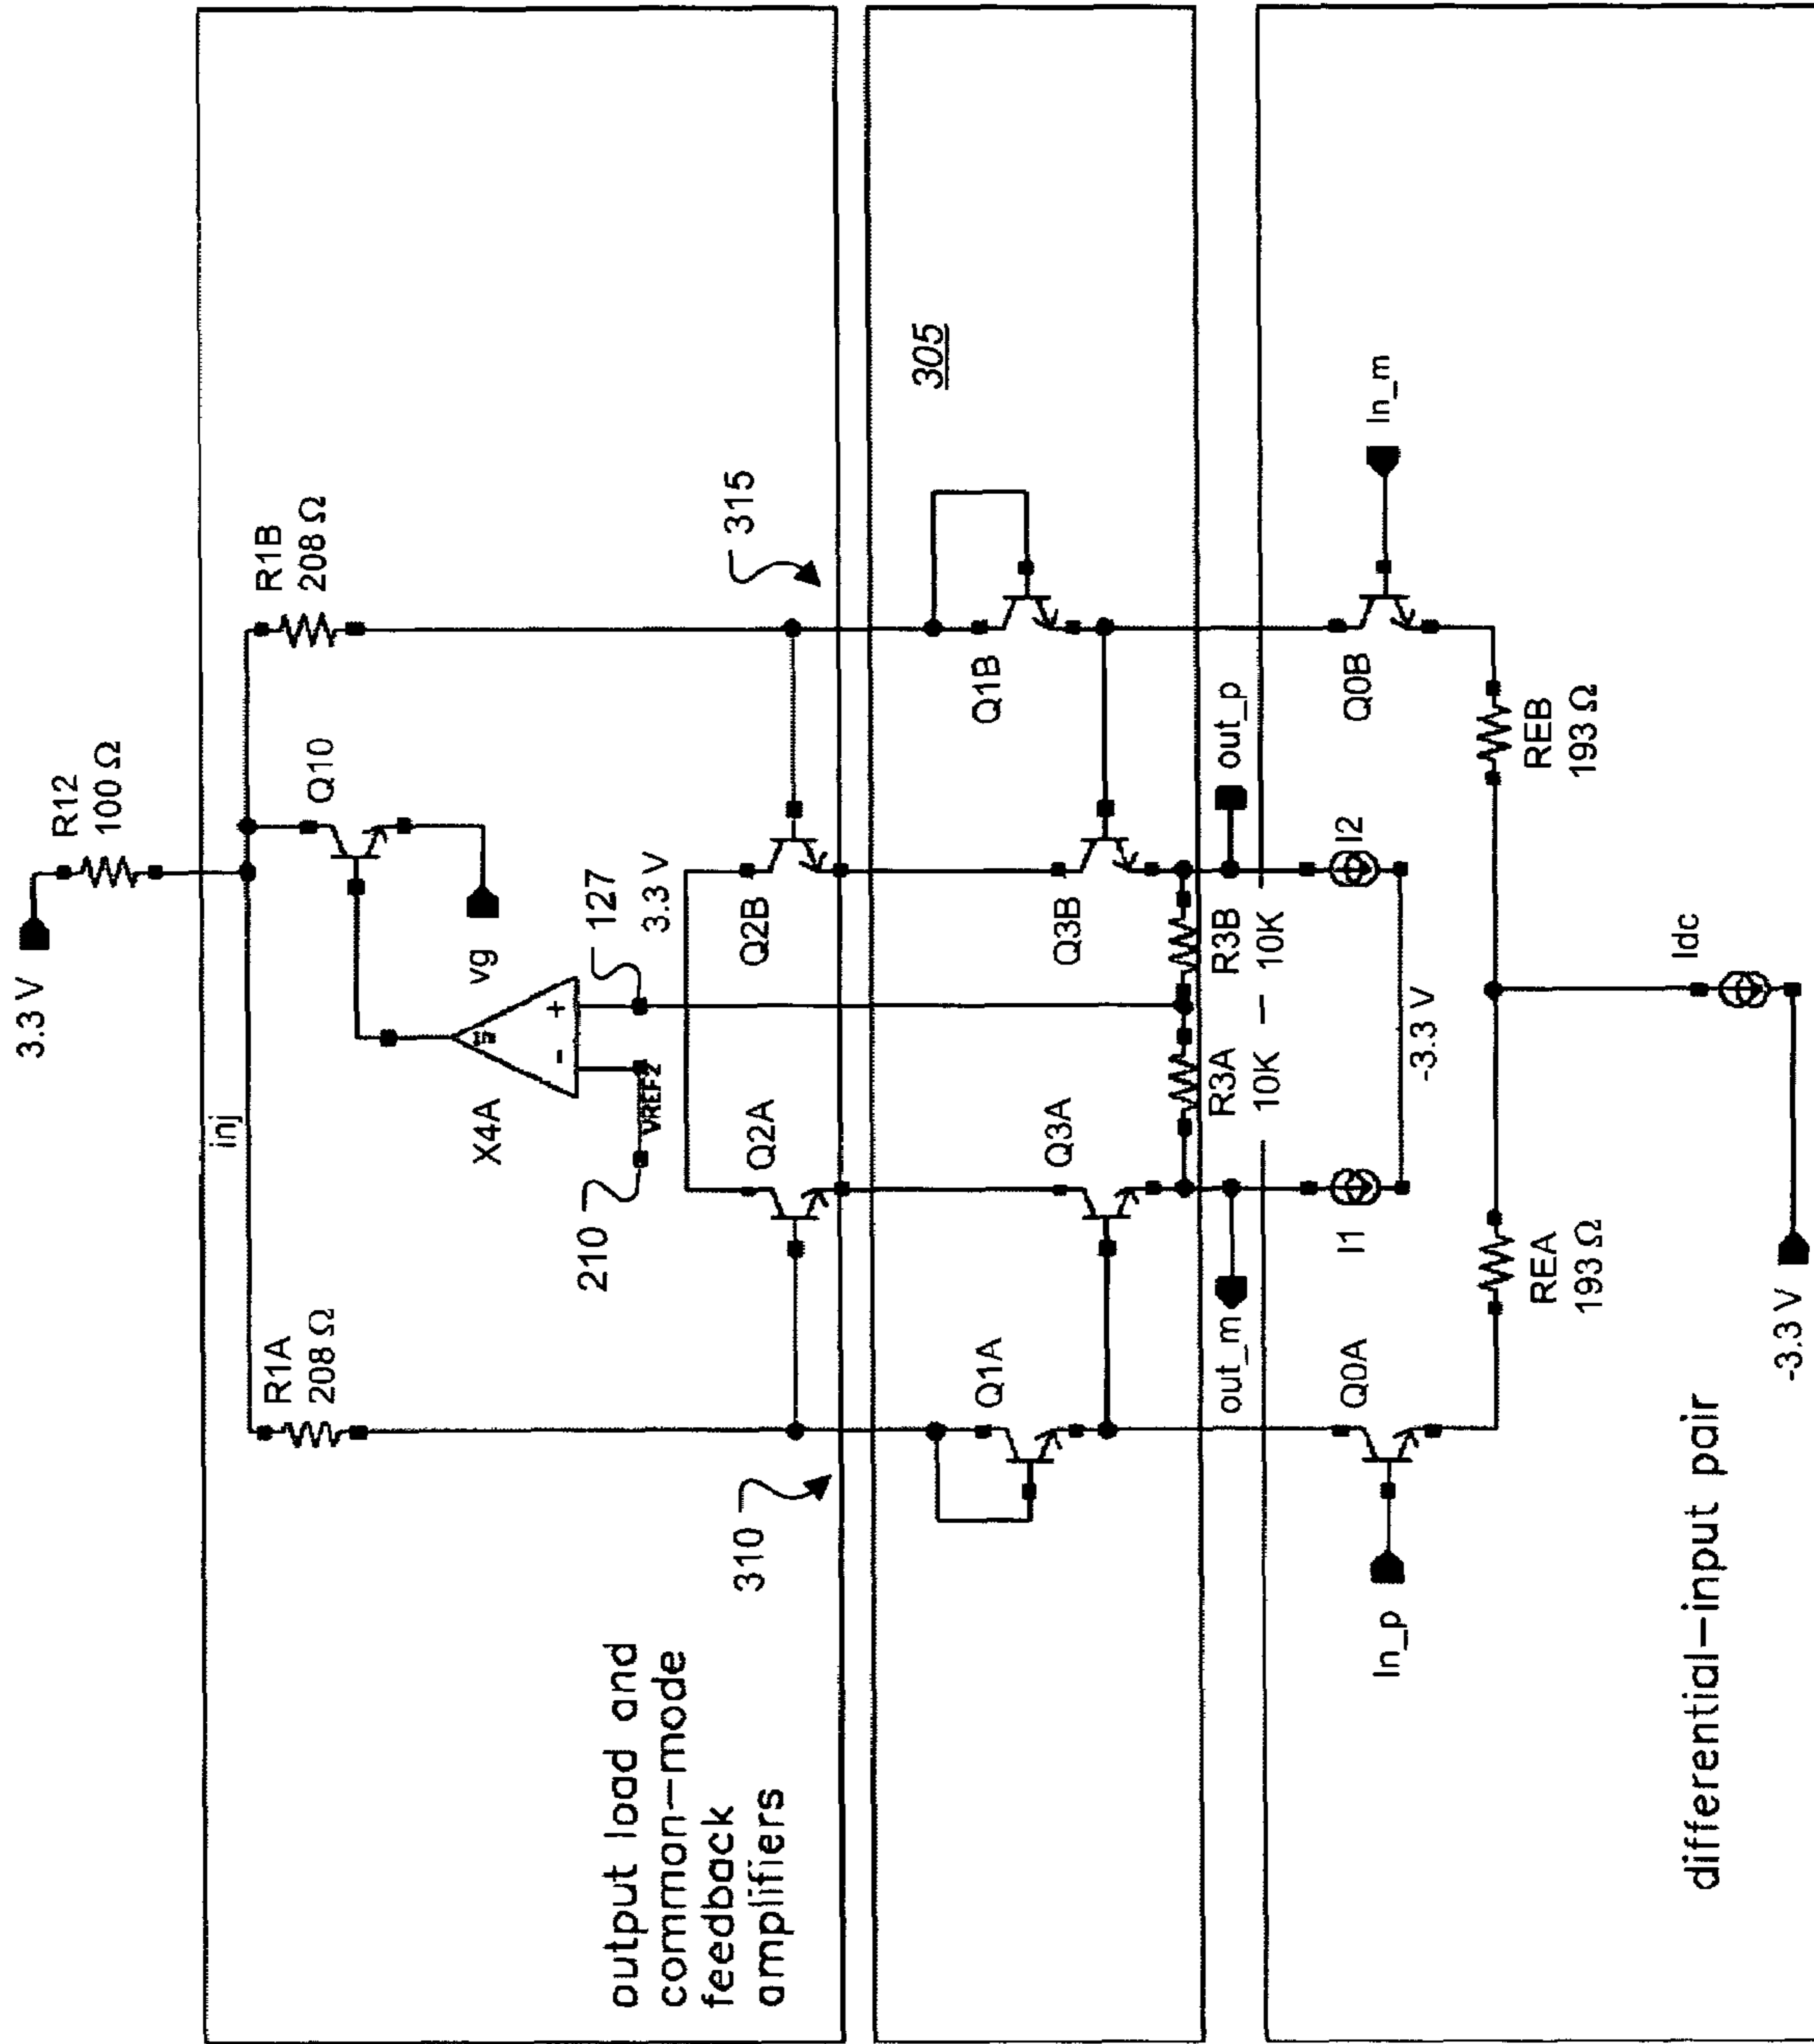 3.3 V
R12
100 Ω
inj
R1A
208 Ω
R1B
208 Ω
Q10
vg
X4A
-
+
VREF2
210
127
3.3 V
Q2A
Q2B
310
315
output load and
common-mode
feedback
amplifiers
305
Q1A
Q1B
Q3A
Q3B
R3A
10K
R3B
10K
out_m
out_p
Q0A
Q0B
In_p
In_m
I1
I2
-3.3 V
REA
193 Ω
REB
193 Ω
Idc
-3.3 V
differential-input pair